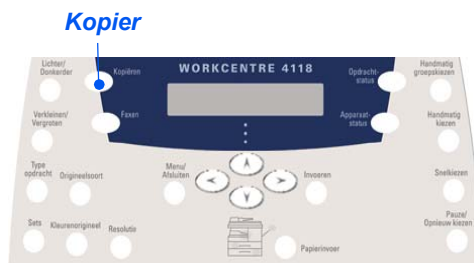 Kopier
Lichter/
Donkerder
Kopiëren
WORKCENTRE 4118
Opdracht-
status
Handmatig
groepskiezen
Verkleinen/
Vergroten
Faxen
Apparaat-
status
Handmatig
kiezen
Type
opdracht
Origineelsoort
Menu/
Afsluiten
Invoeren
Snelkiezen
Sets
Kleurenorigineel
Resolutie
Papierinvoer
Pauze/
Opnieuw kiezen